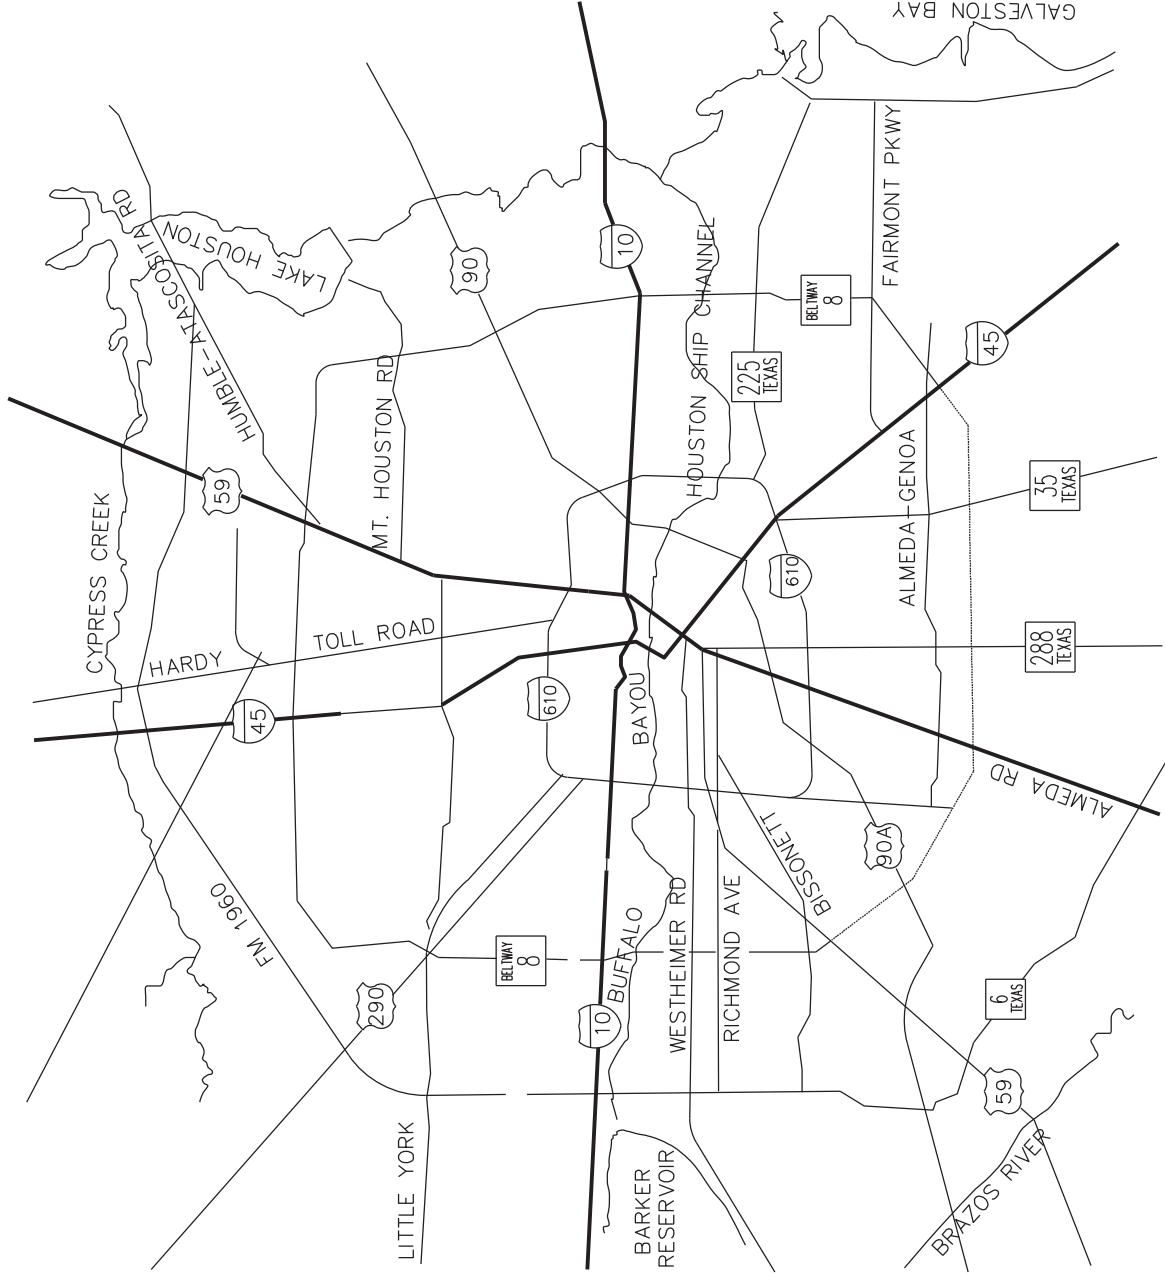 GALVESTON BAY
FAIRMONT PKWY
HUMBLE-ATASCOSITA RD
LAKE HOUSTON
90
10
HOUSTON SHIP CHANNEL
BELTWAY
8
45
225
TEXAS
MT. HOUSTON RD
ALMEDA-GENOA
35
TEXAS
59
CYPRESS CREEK
610
HARDY
TOLL ROAD
288
TEXAS
45
610
BAYOU
ALMEDA RD
BISSONETT
90A
FM 1960
BELTWAY
8
BUFFALO
WESTHEIMER RD
RICHMOND AVE
290
10
6
TEXAS
59
LITTLE YORK
BARKER
RESERVOIR
BRAZOS RIVER